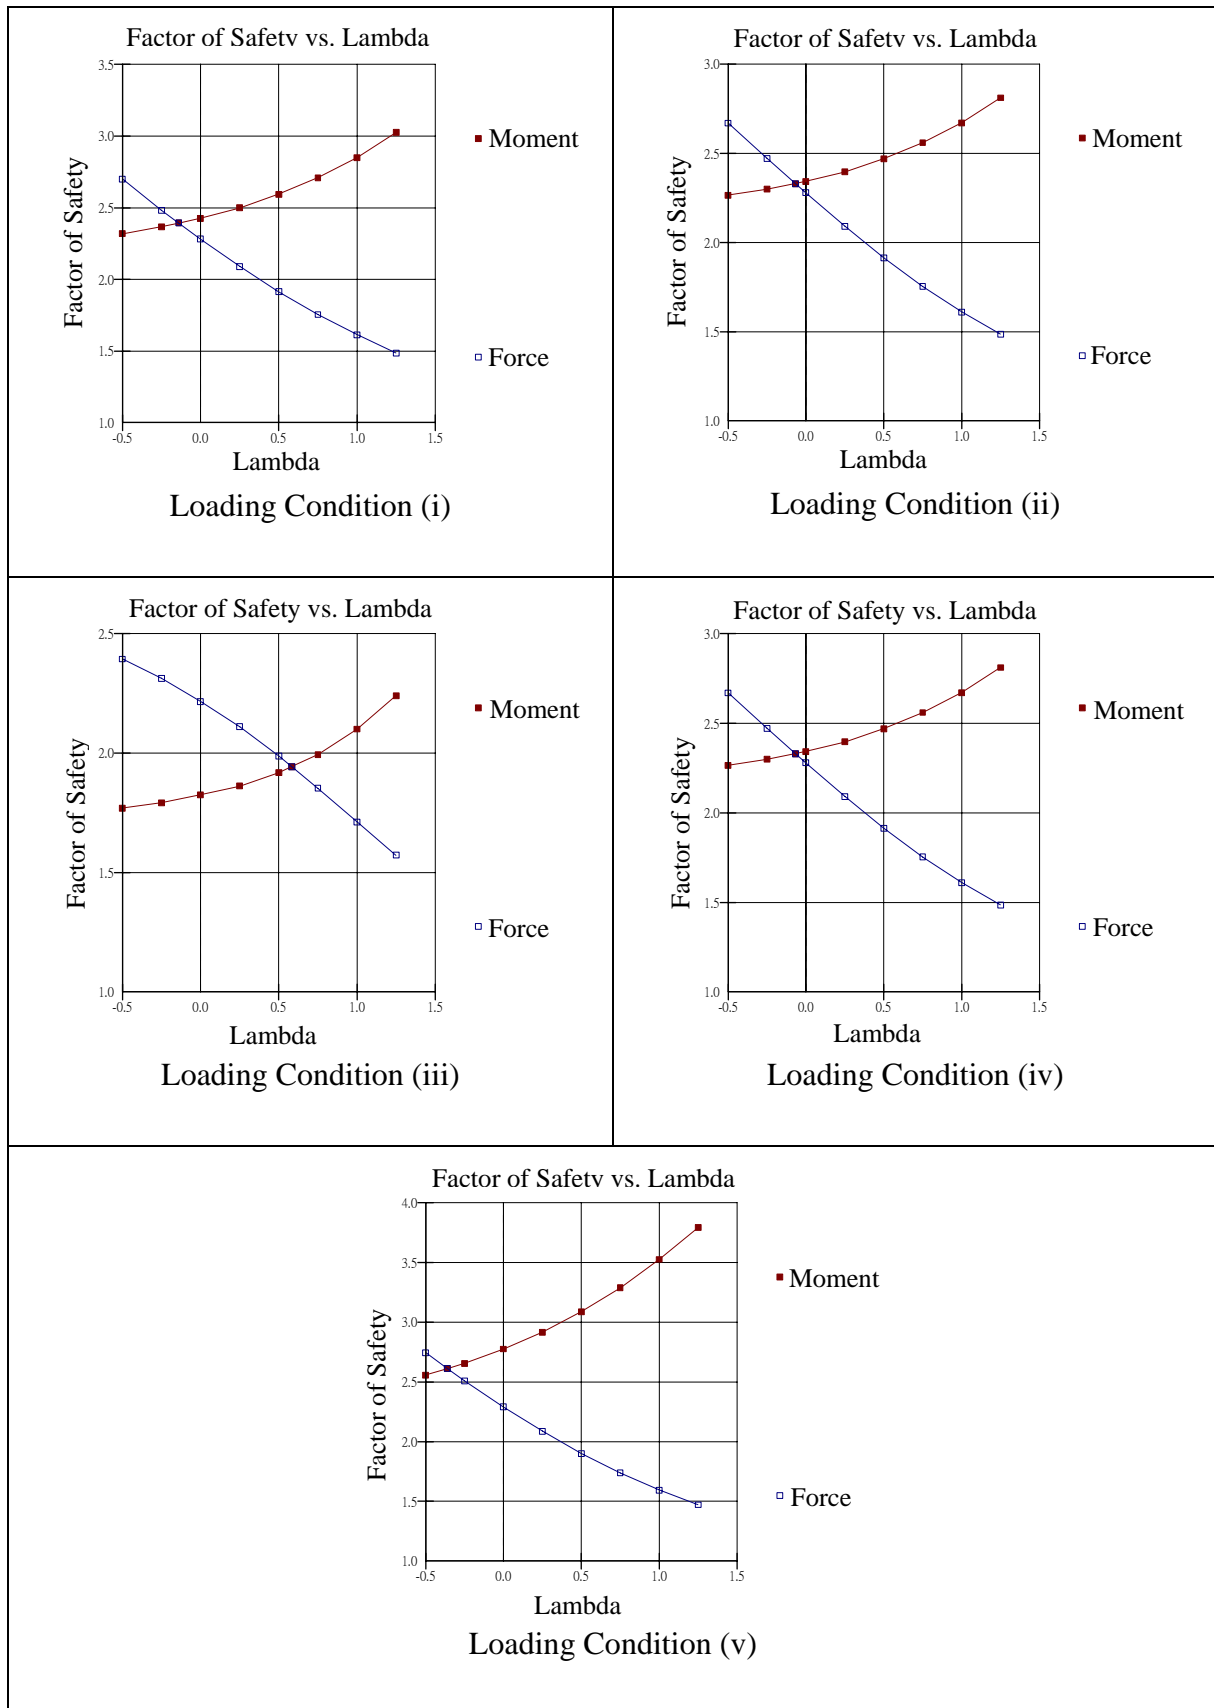 Factor of Safety vs. Lambda
3.5
3.0
2.5
2.0
1.5
1.0
-0.5
0.0
0.5
1.0
1.5
Factor of Safety
Lambda
Moment
Force
Loading Condition (i)
Factor of Safety vs. Lambda
3.0
2.5
2.0
1.5
1.0
-0.5
0.0
0.5
1.0
1.5
Factor of Safety
Lambda
Moment
Force
Loading Condition (ii)
Factor of Safety vs. Lambda
2.5
2.0
1.5
1.0
-0.5
0.0
0.5
1.0
1.5
Factor of Safety
Lambda
Moment
Force
Loading Condition (iii)
Factor of Safety vs. Lambda
3.0
2.5
2.0
1.5
1.0
-0.5
0.0
0.5
1.0
1.5
Factor of Safety
Lambda
Moment
Force
Loading Condition (iv)
Factor of Safety vs. Lambda
4.0
3.5
3.0
2.5
2.0
1.5
1.0
-0.5
0.0
0.5
1.0
1.5
Factor of Safety
Lambda
Moment
Force
Loading Condition (v)